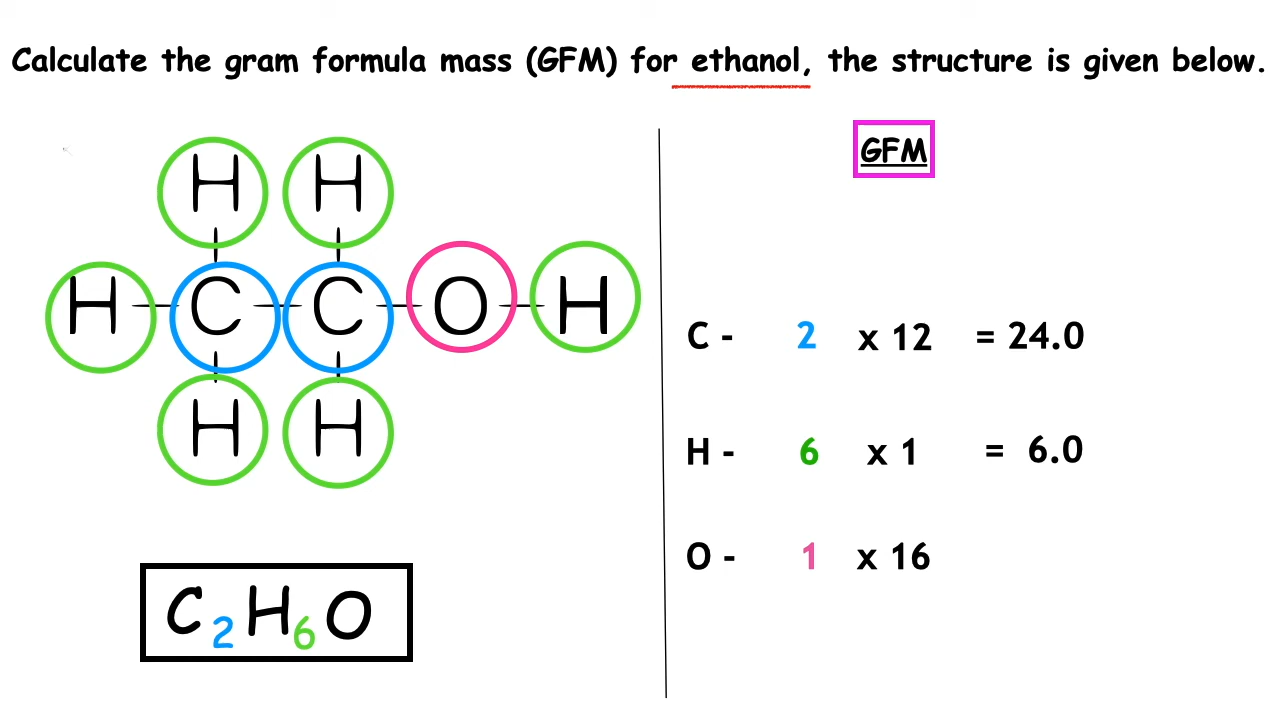 Calculate the gram formula mass (GFM) for ethanol, the structure is given below.
H H
H C C O H
H H
C2H6O
GFM
C - 2 x 12 = 24.0
H - 6 x 1 = 6.0
O - 1 x 16